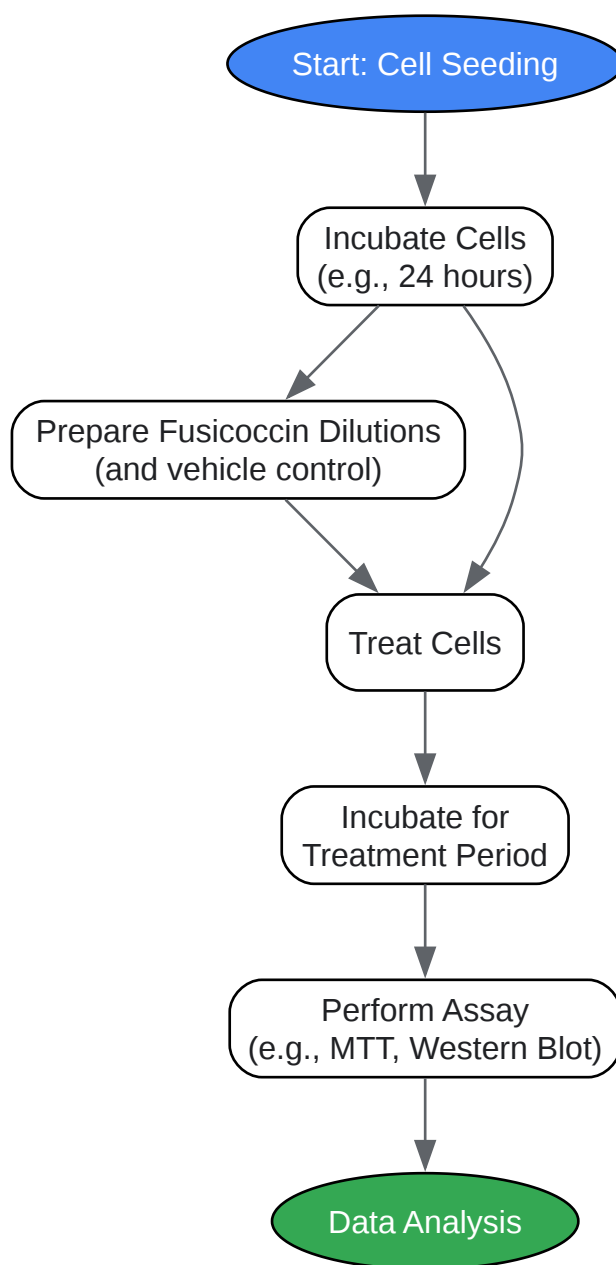 Start: Cell Seeding
Incubate Cells
(e.g., 24 hours)
Prepare Fusicoccin Dilutions
(and vehicle control)
Treat Cells
Incubate for
Treatment Period
Perform Assay
(e.g., MTT, Western Blot)
Data Analysis